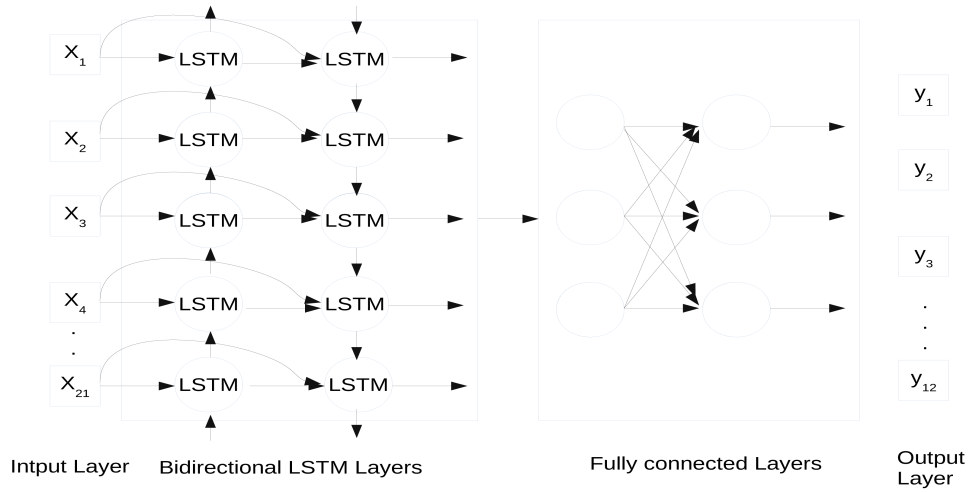 X1
LSTM LSTM
X2
LSTM LSTM
X3
LSTM LSTM
X4
LSTM LSTM
.
.
X21
LSTM LSTM
y1
y2
y3
.
.
.
y12
Intput Layer
Bidirectional LSTM Layers
Fully connected Layers
Output
Layer